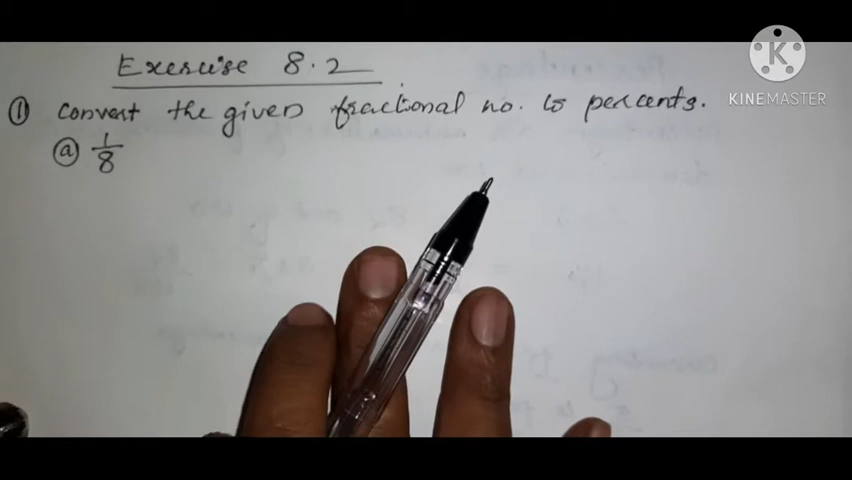 Exercise 8.2
① Convert the given fractional no. to percents.
ⓐ 1/8
KINEMASTER